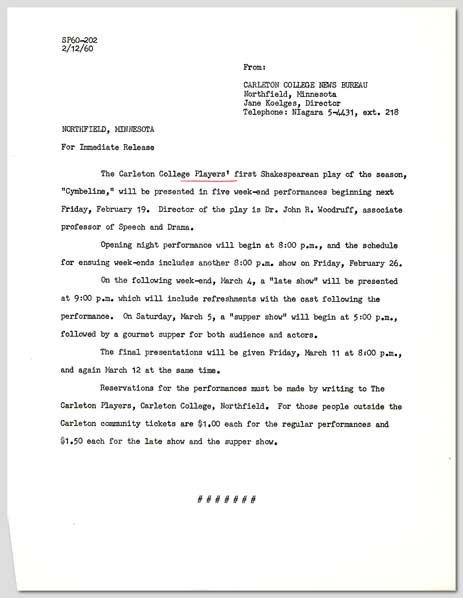 SP60-202
2/12/60
From:
CARLETON COLLEGE NEWS BUREAU
Northfield, Minnesota
Jane Koelges, Director
Telephone: NIagara 5-4431, ext. 218
NORTHFIELD, MINNESOTA
For Immediate Release
The Carleton College Players' first Shakespearean play of the season,
"Cymbeline," will be presented in five week-end performances beginning next
Friday, February 19. Director of the play is Dr. John R. Woodruff, associate
professor of Speech and Drama.
Opening night performance will begin at 8:00 p.m., and the schedule
for ensuing week-ends includes another 8:00 p.m. show on Friday, February 26.
On the following week-end, March 4, a "late show" will be presented
at 9:00 p.m. which will include refreshments with the cast following the
performance. On Saturday, March 5, a "supper show" will begin at 5:00 p.m.,
followed by a gourmet supper for both audience and actors.
The final presentations will be given Friday, March 11 at 8:00 p.m.,
and again March 12 at the same time.
Reservations for the performances must be made by writing to The
Carleton Players, Carleton College, Northfield. For those people outside the
Carleton community tickets are $1.00 each for the regular performances and
$1.50 each for the late show and the supper show.
# # # # # # #